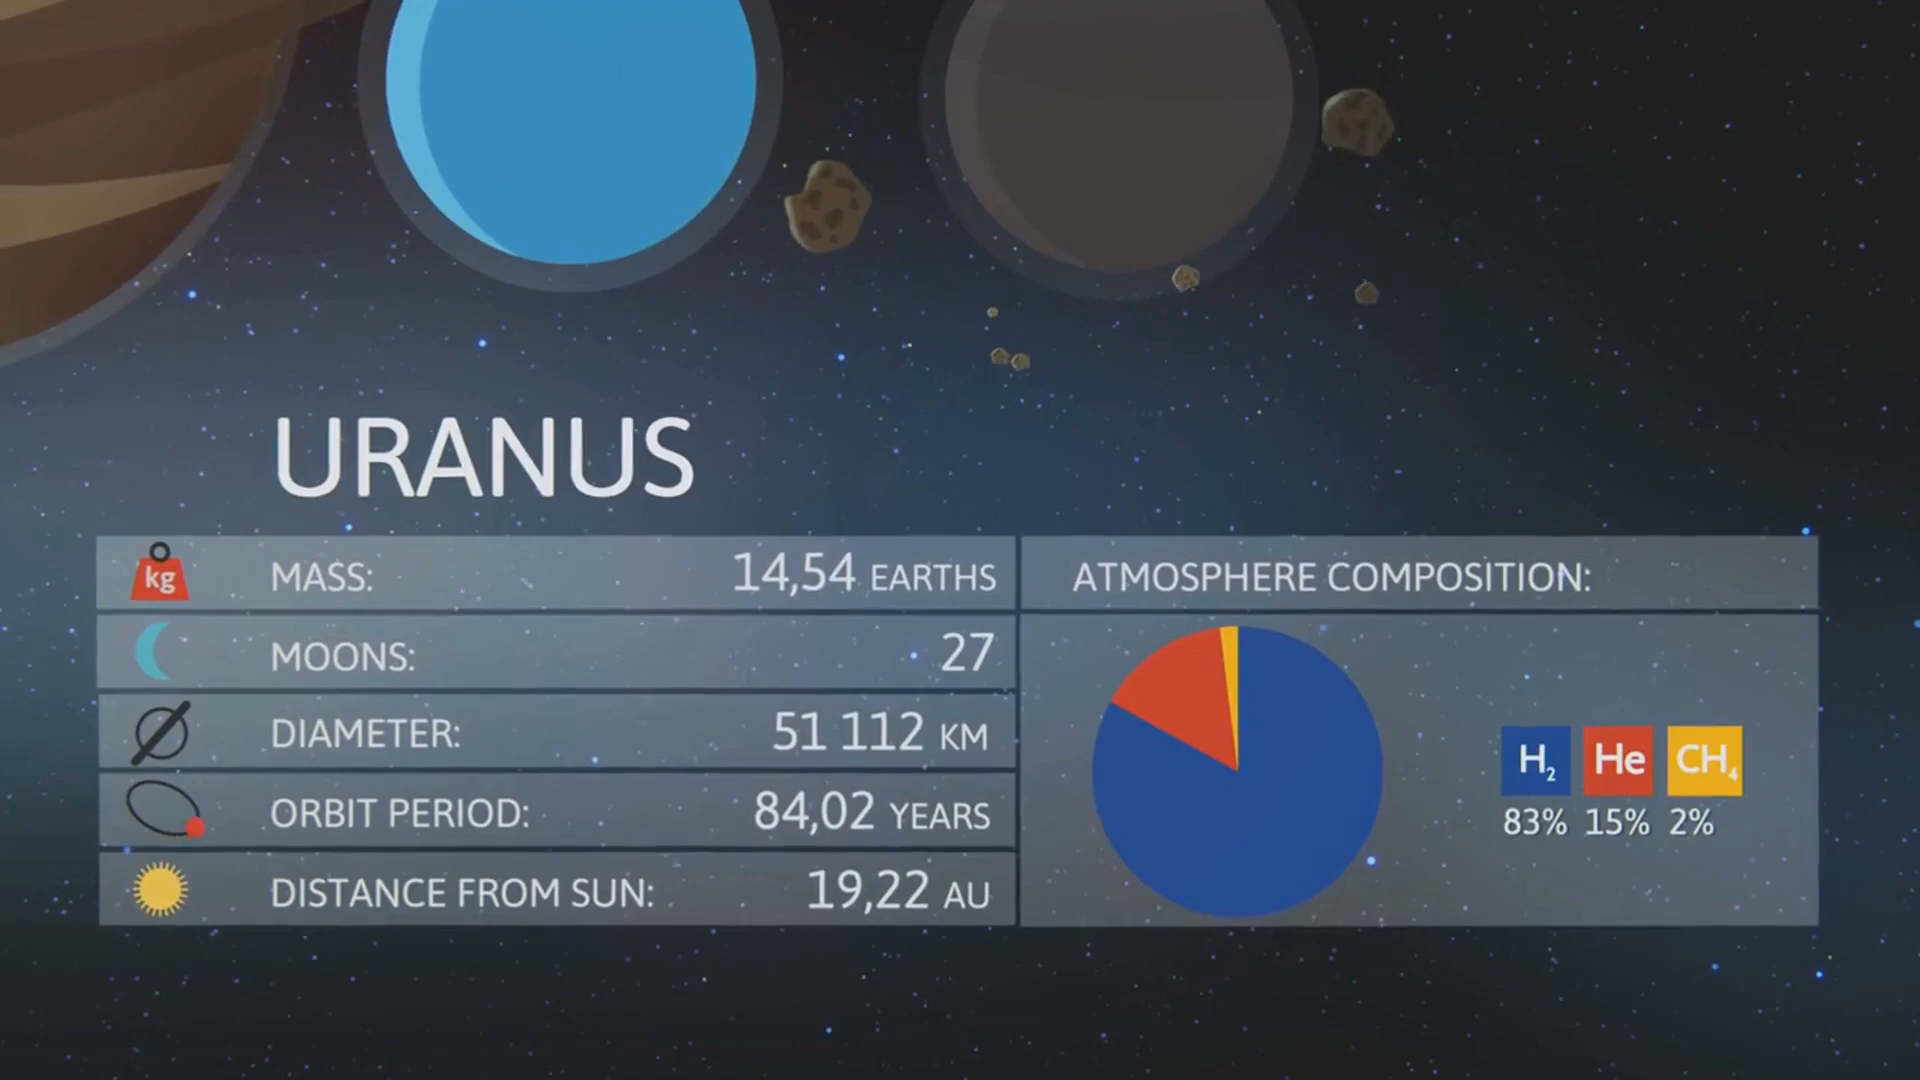 URANUS
kg MASS: 14,54 EARTHS
MOONS: 27
DIAMETER: 51 112 KM
ORBIT PERIOD: 84,02 YEARS
DISTANCE FROM SUN: 19,22 AU
ATMOSPHERE COMPOSITION:
H₂ He CH₄
83% 15% 2%